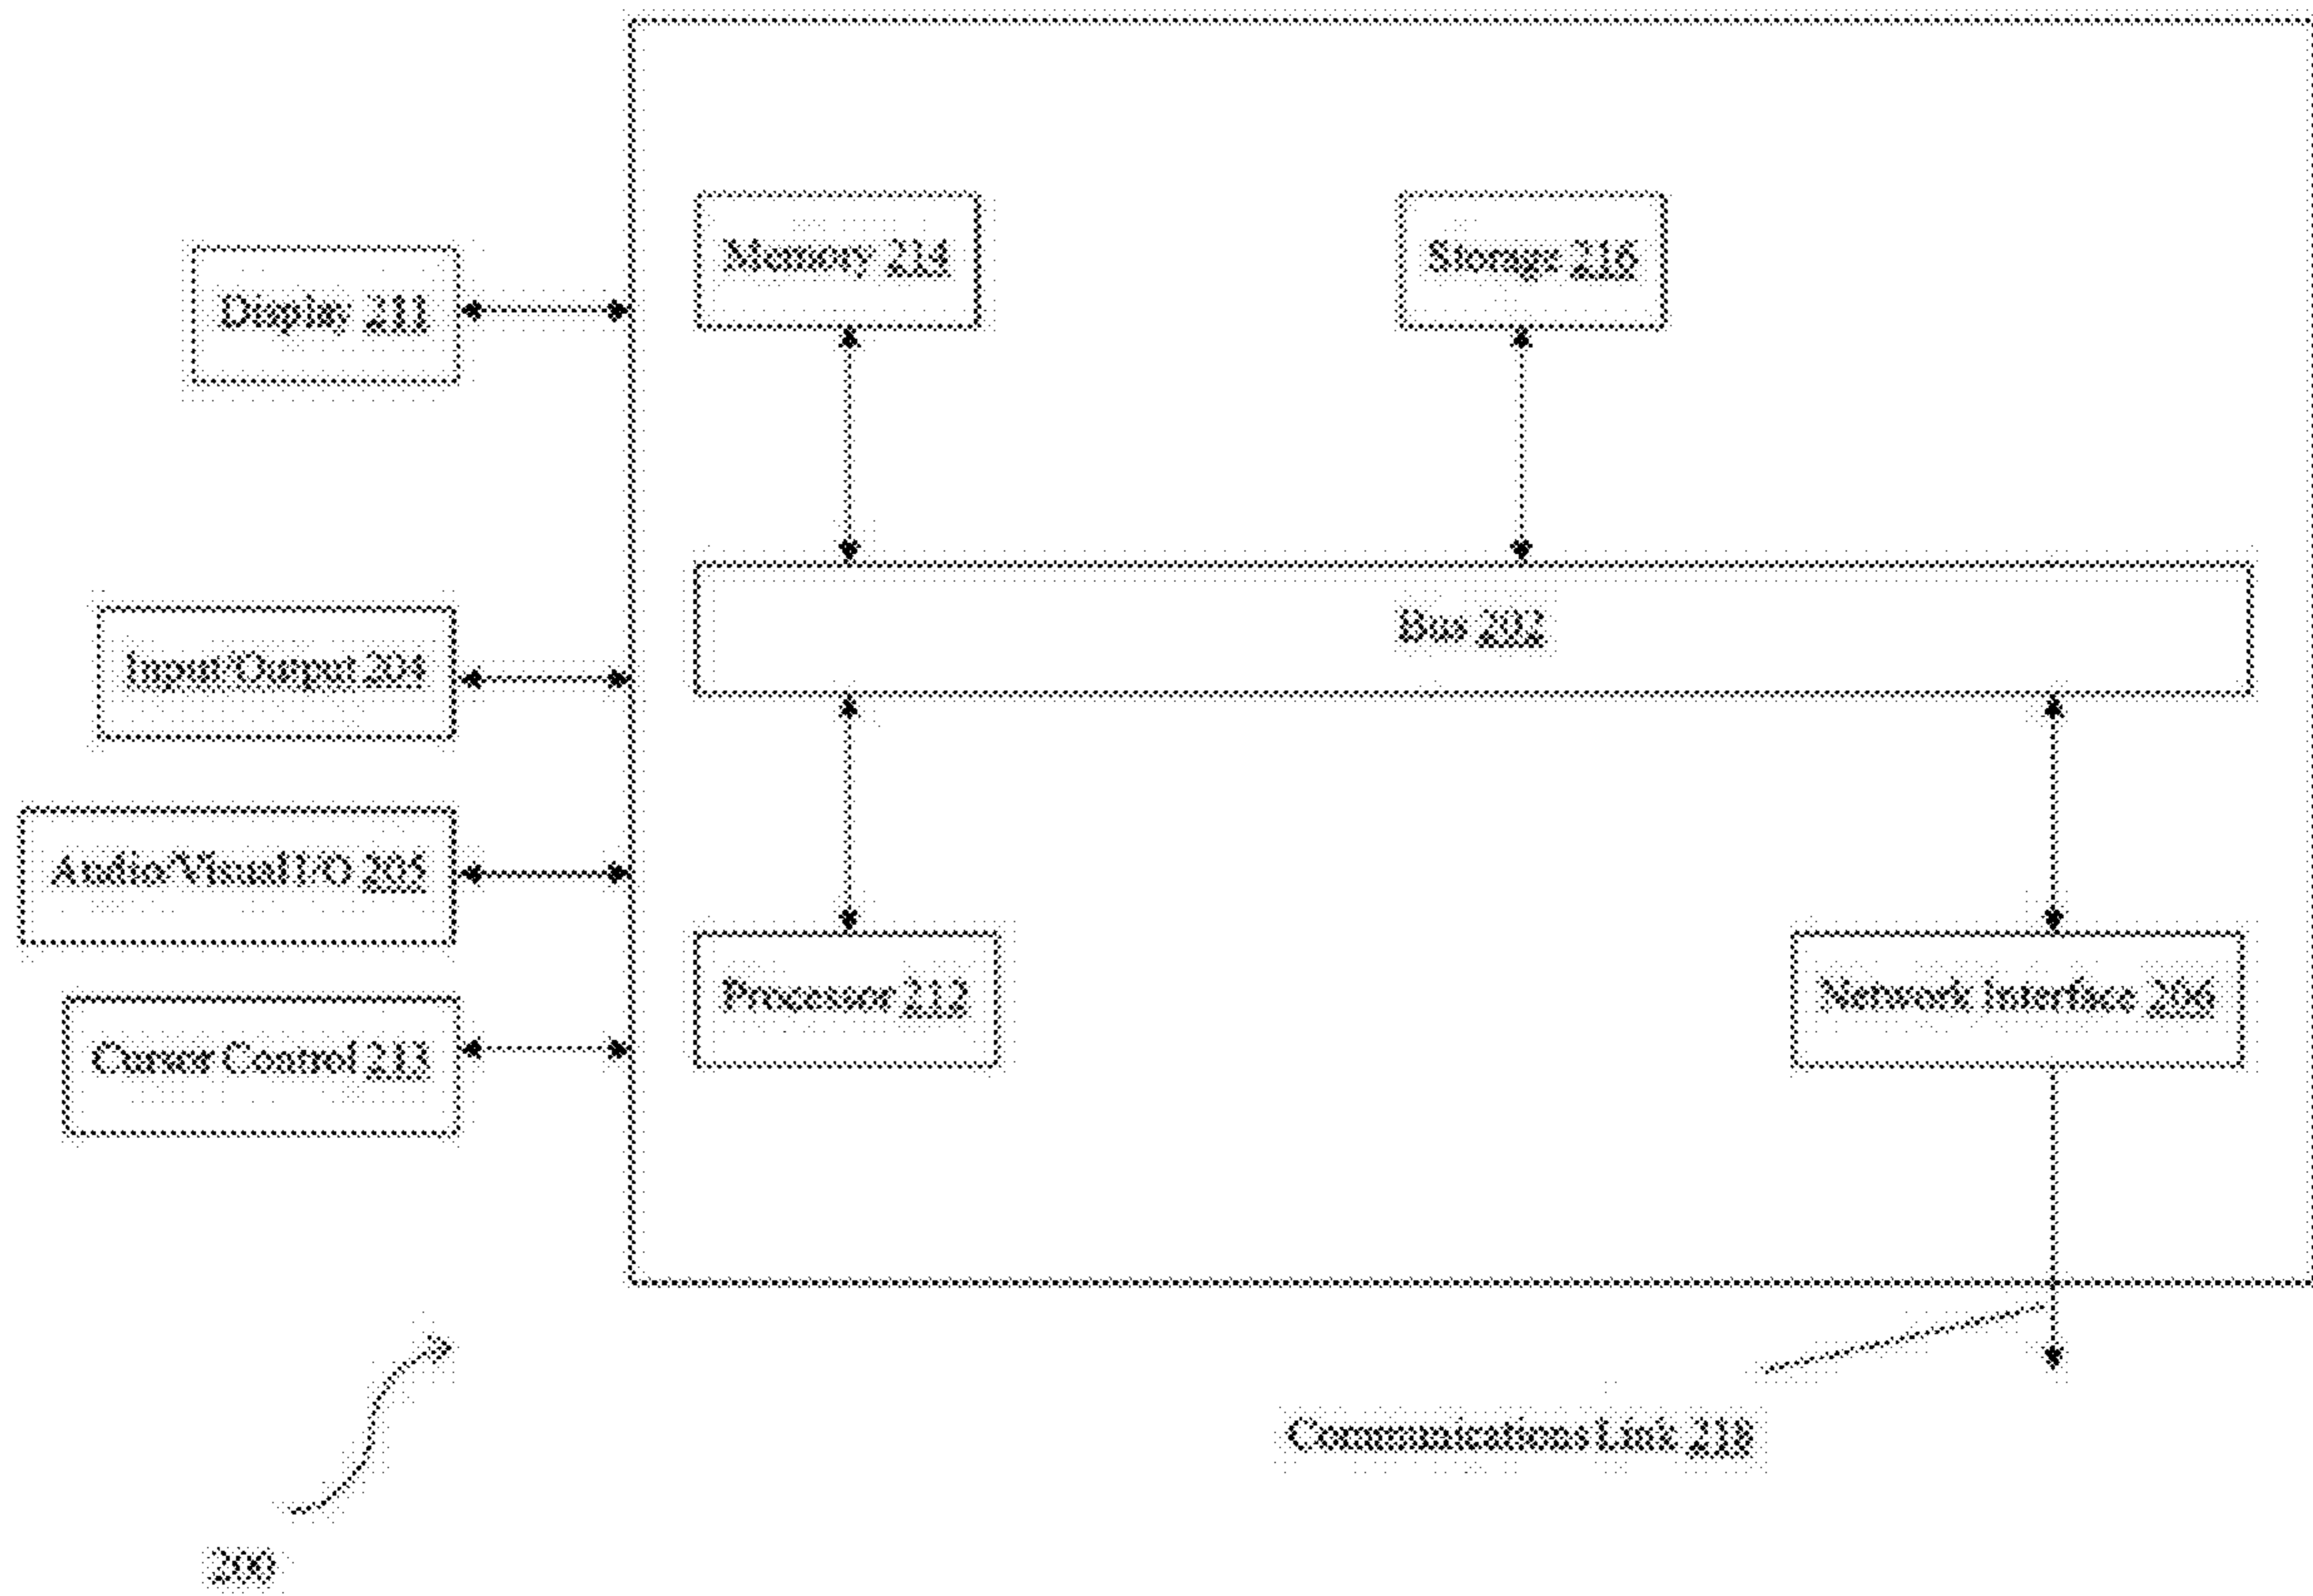 Memory 214
Storage 216
Display 211
Bus 202
Input/Output 204
Audio/Visual I/O 205
Processor 212
Network Interface 206
Cursor Control 213
Communications Link 218
200